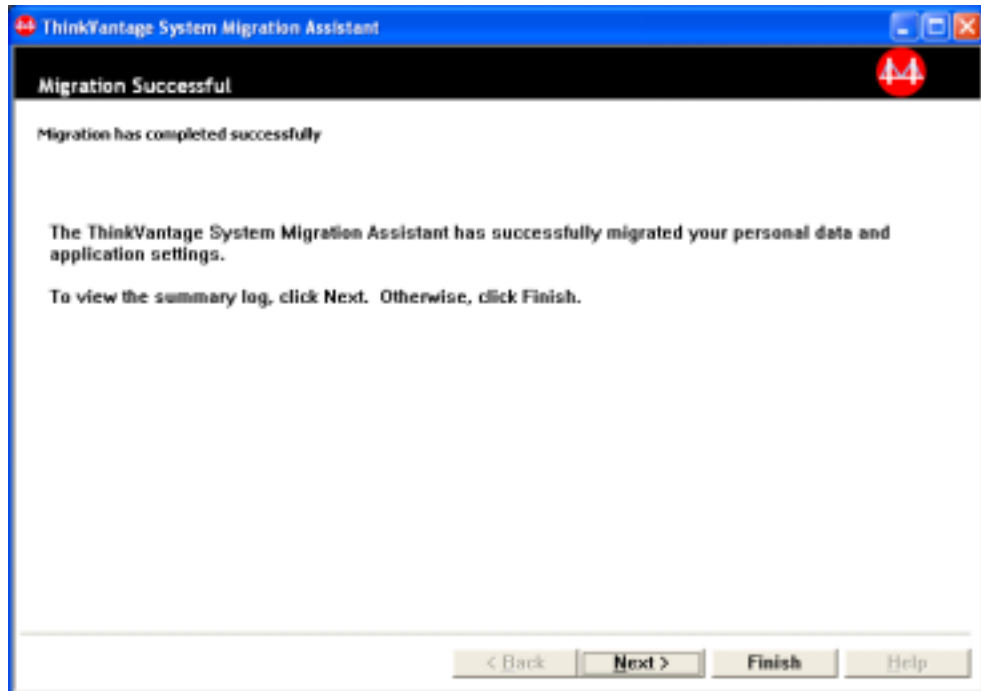 ThinkVantage System Migration Assistant
Migration Successful
Migration has completed successfully
The ThinkVantage System Migration Assistant has successfully migrated your personal data and
application settings.
To view the summary log, click Next. Otherwise, click Finish.
< Back Next > Finish Help